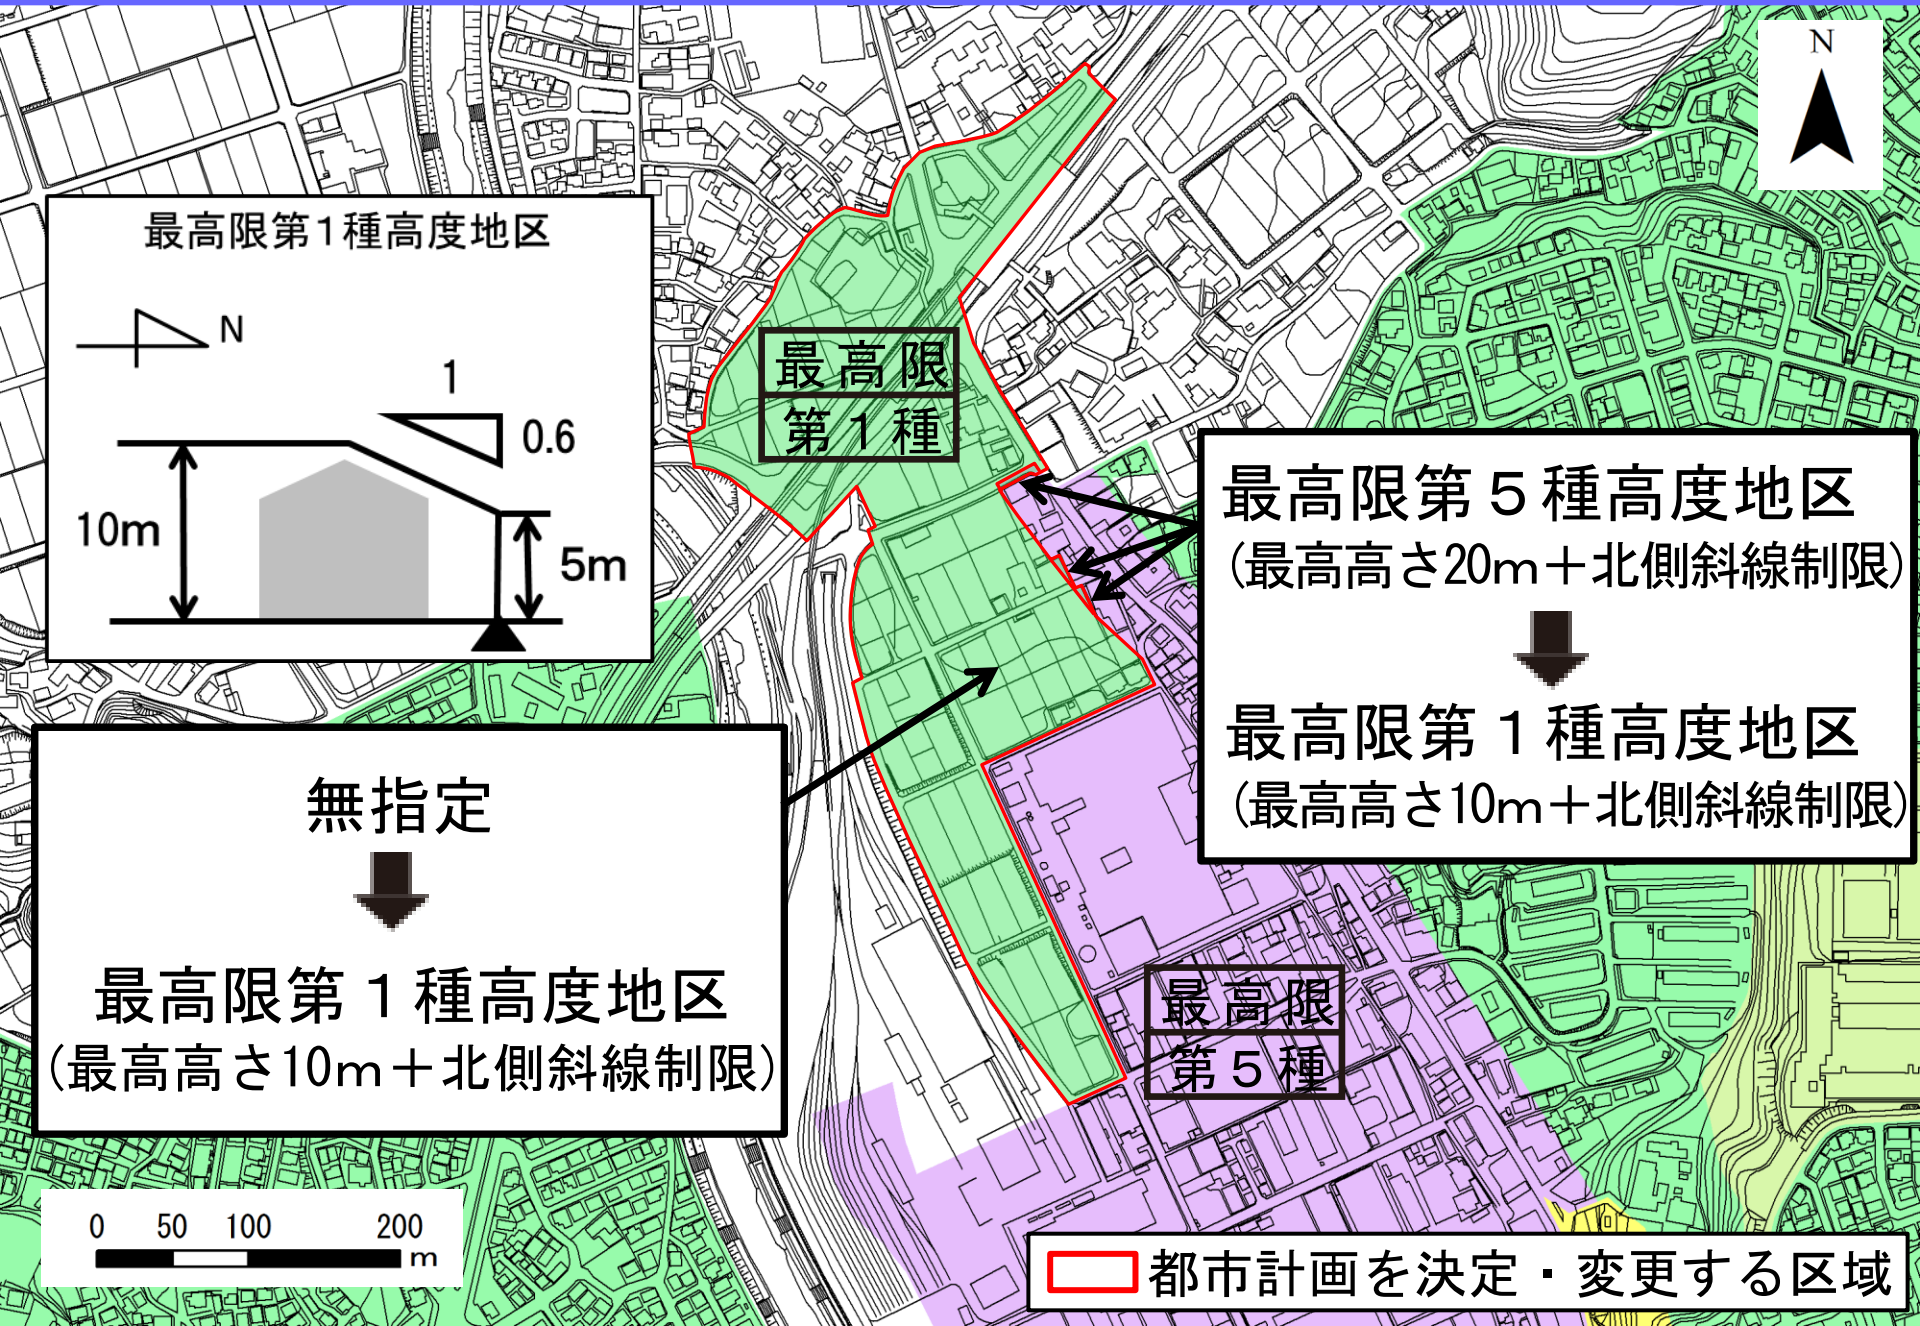 N
最高限第1種高度地区
N
1
0.6
10m
5m
最高限
第1種
最高限第5種高度地区
(最高高さ20m+北側斜線制限)
最高限第1種高度地区
(最高高さ10m+北側斜線制限)
無指定
最高限第1種高度地区
(最高高さ10m+北側斜線制限)
最高限
第5種
0 50 100 200
m
都市計画を決定・変更する区域